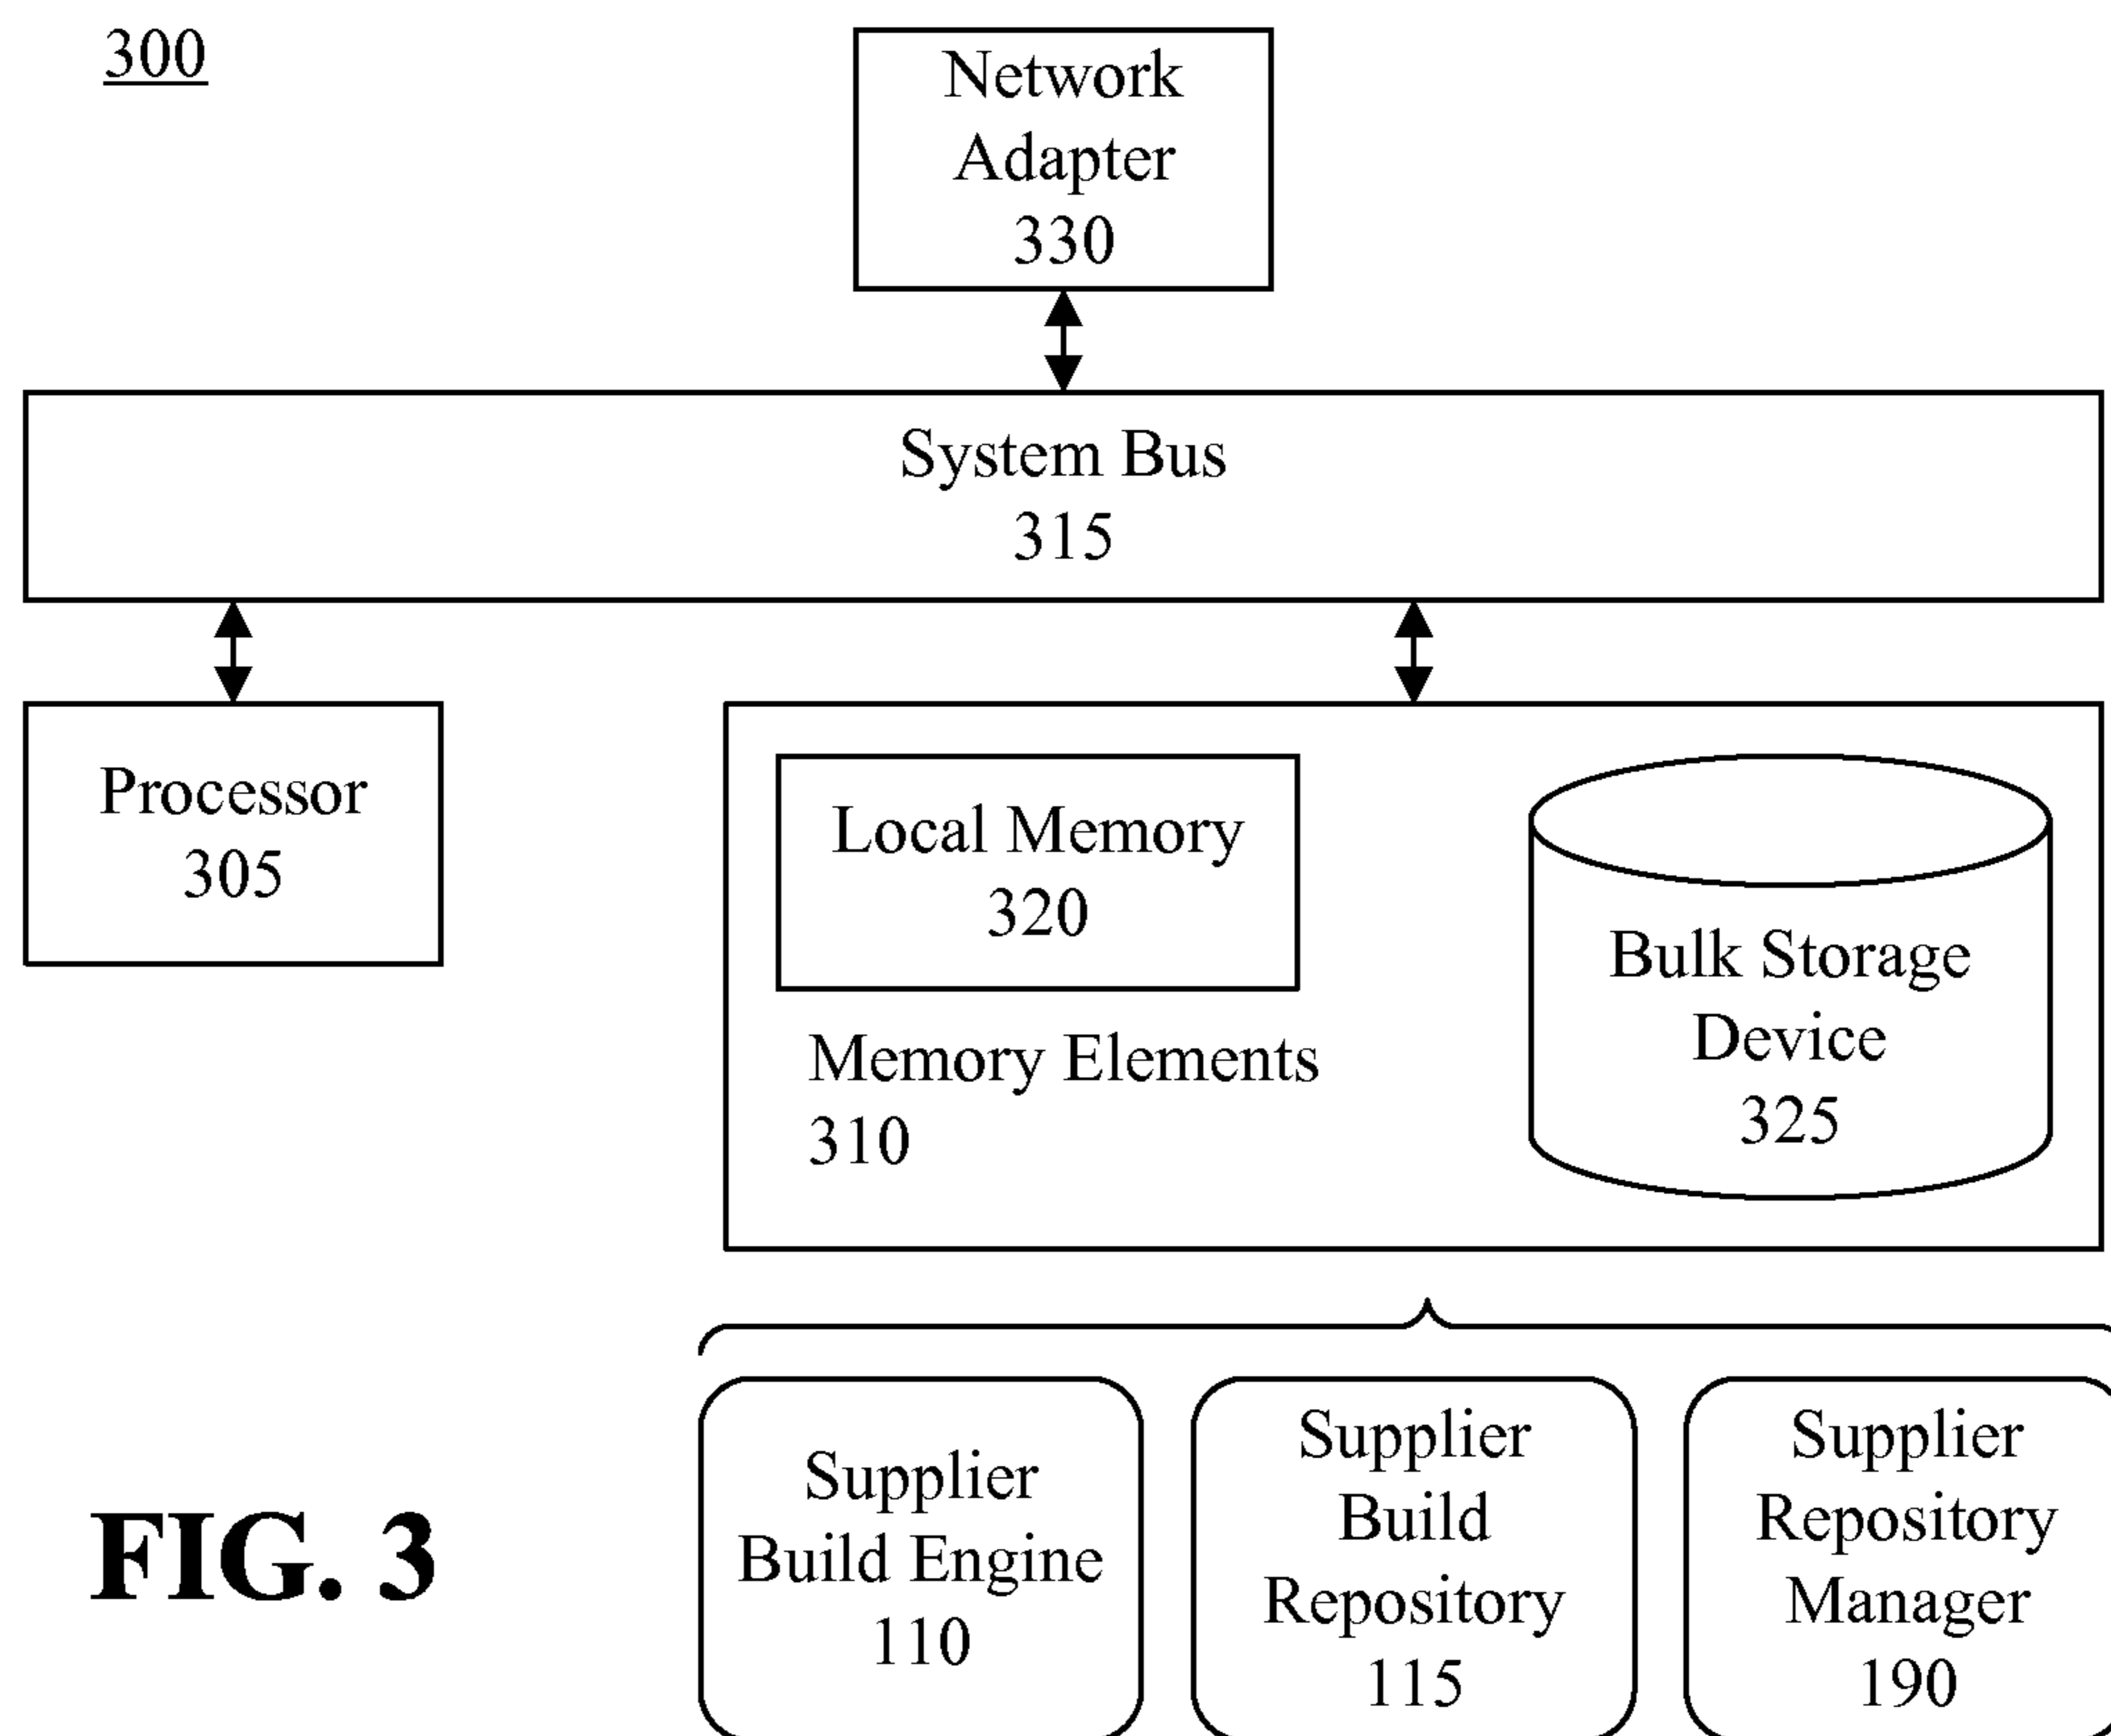 300
Network
Adapter
330
System Bus
315
Processor
305
Local Memory
320
Memory Elements
310
Bulk Storage
Device
325
Supplier
Build Engine
110
Supplier
Build
Repository
115
Supplier
Repository
Manager
190
FIG. 3